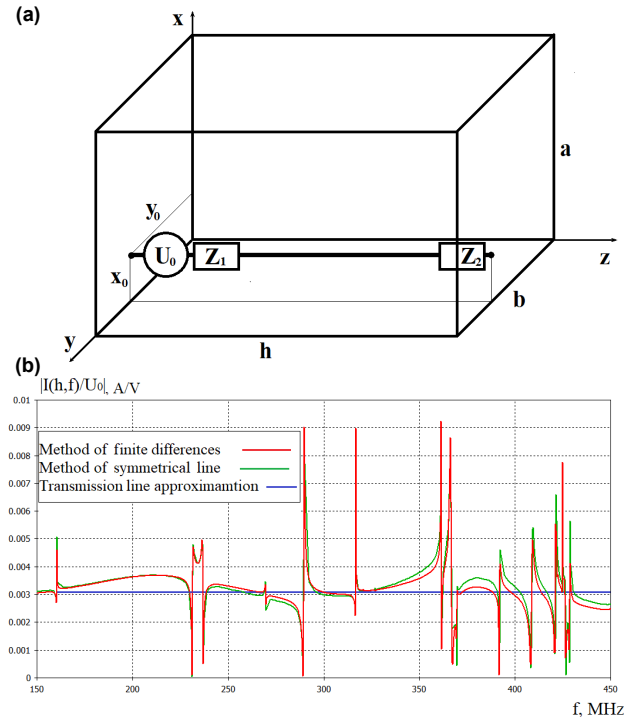 (a)
x
a
y₀
U₀
Z₁
Z₂
z
x₀
b
y
h
(b)
|I(h,f)/U₀|, A/V
0.01
0.009
0.008
0.007
0.006
0.005
0.004
0.003
0.002
0.001
0
Method of finite differences
Method of symmetrical line
Transmission line approximamtion
150
200
250
300
350
400
450
f, MHz